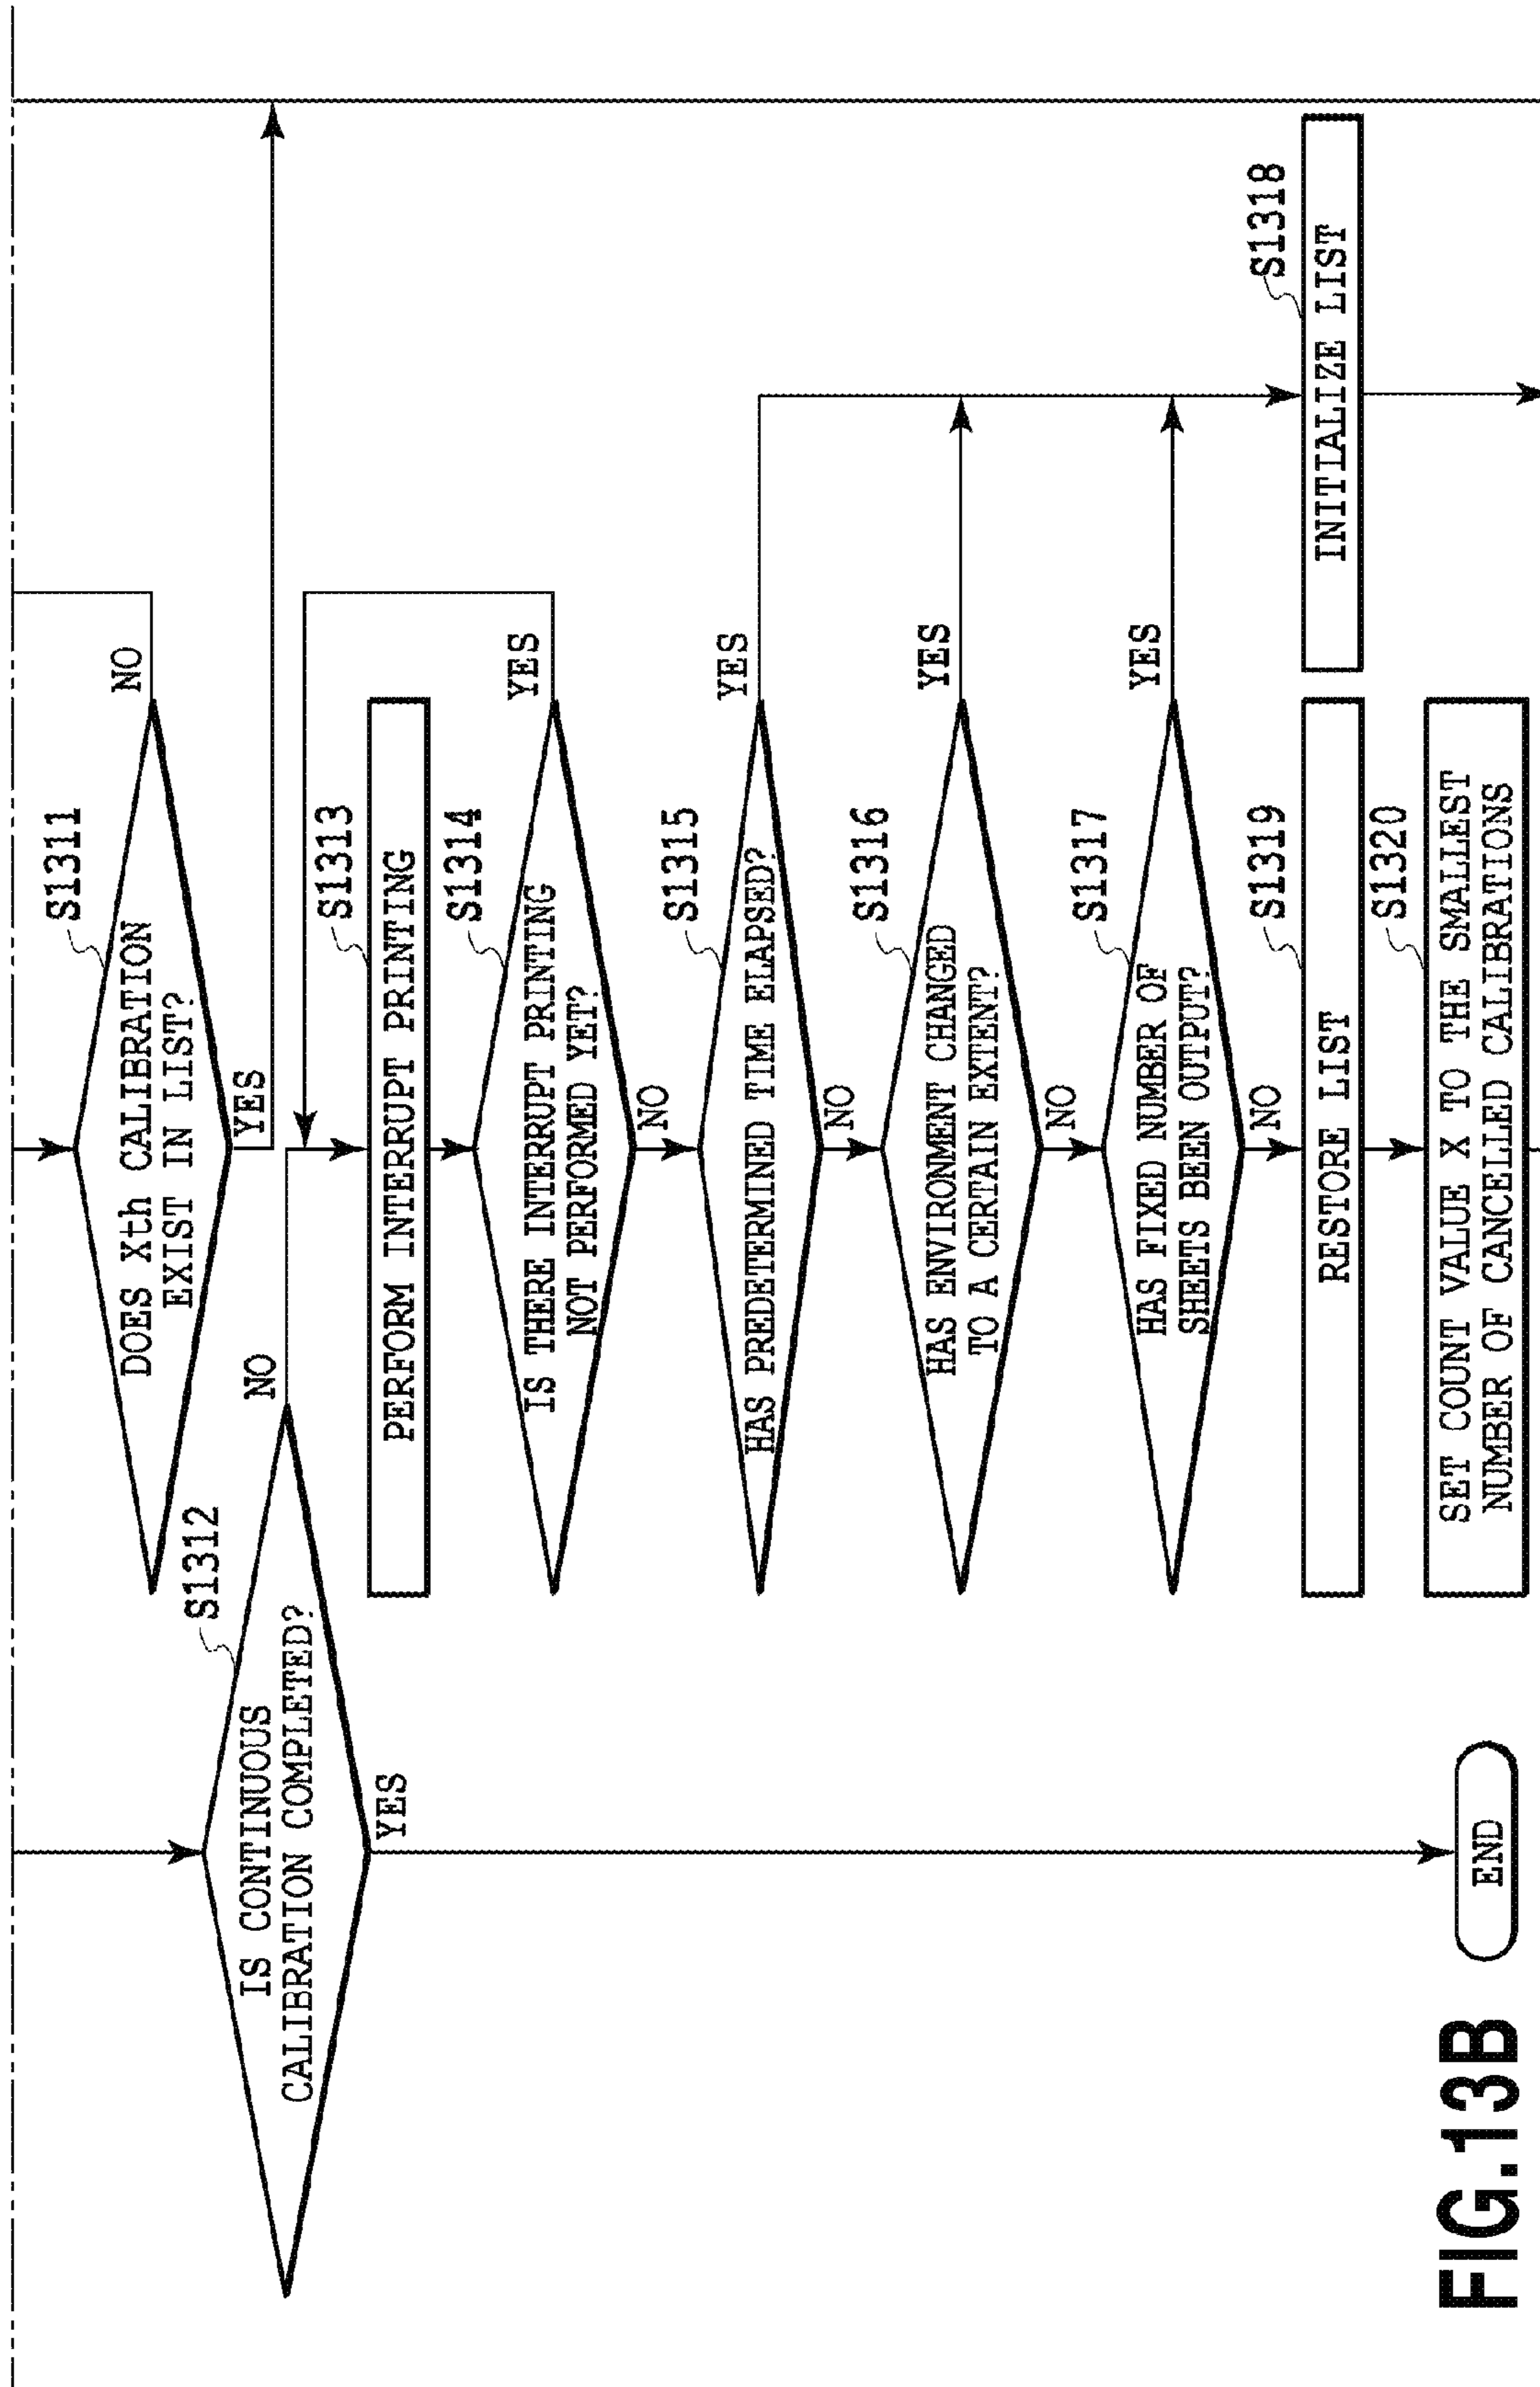 S1311
DOES Xth CALIBRATION
EXIST IN LIST?
NO
YES
S1312
IS CONTINUOUS
CALIBRATION COMPLETED?
NO
YES
S1313
PERFORM INTERRUPT PRINTING
S1314
IS THERE INTERRUPT PRINTING
NOT PERFORMED YET?
YES
NO
S1315
HAS PREDETERMINED TIME ELAPSED?
YES
NO
S1316
HAS ENVIRONMENT CHANGED
TO A CERTAIN EXTENT?
YES
NO
S1317
HAS FIXED NUMBER OF
SHEETS BEEN OUTPUT?
YES
NO
S1318
INITIALIZE LIST
S1319
RESTORE LIST
S1320
SET COUNT VALUE X TO THE SMALLEST
NUMBER OF CANCELLED CALIBRATIONS
END
FIG.13B